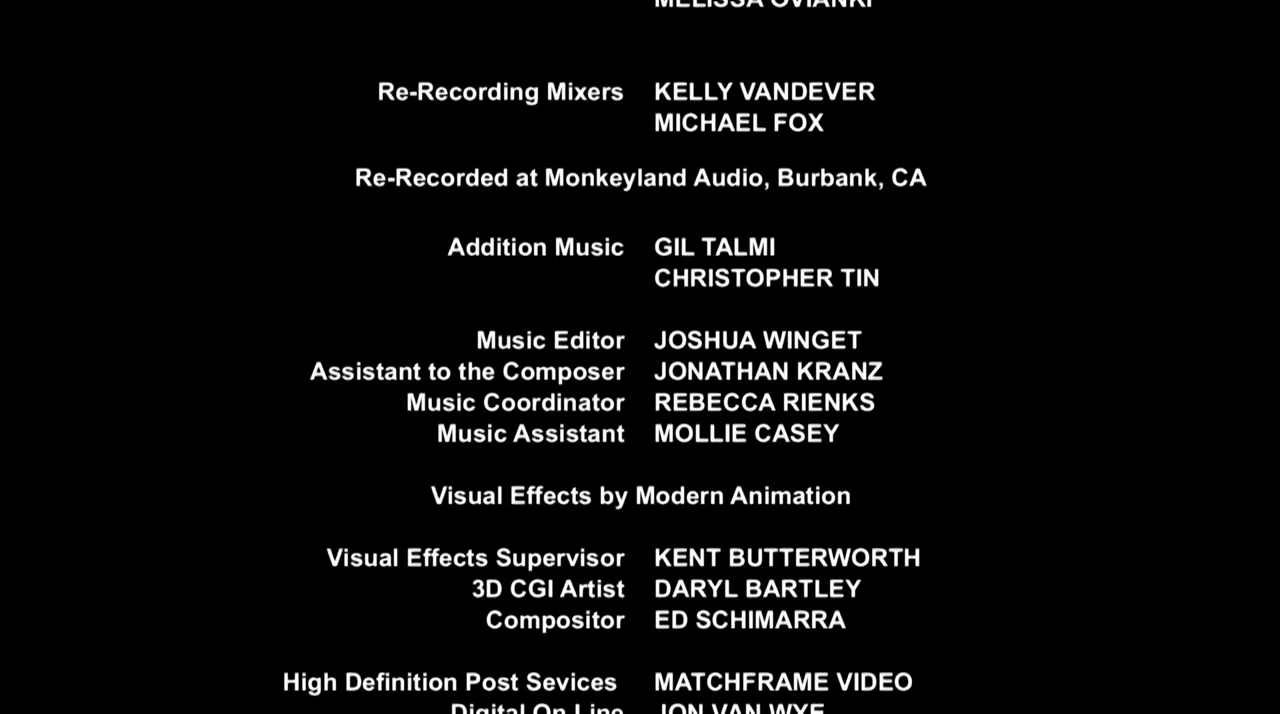 MELISSA OVIANKI
Re-Recording Mixers KELLY VANDEVER
MICHAEL FOX
Re-Recorded at Monkeyland Audio, Burbank, CA
Addition Music GIL TALMI
CHRISTOPHER TIN
Music Editor JOSHUA WINGET
Assistant to the Composer JONATHAN KRANZ
Music Coordinator REBECCA RIENKS
Music Assistant MOLLIE CASEY
Visual Effects by Modern Animation
Visual Effects Supervisor KENT BUTTERWORTH
3D CGI Artist DARYL BARTLEY
Compositor ED SCHIMARRA
High Definition Post Sevices MATCHFRAME VIDEO
Digital On Line JON VAN WYE